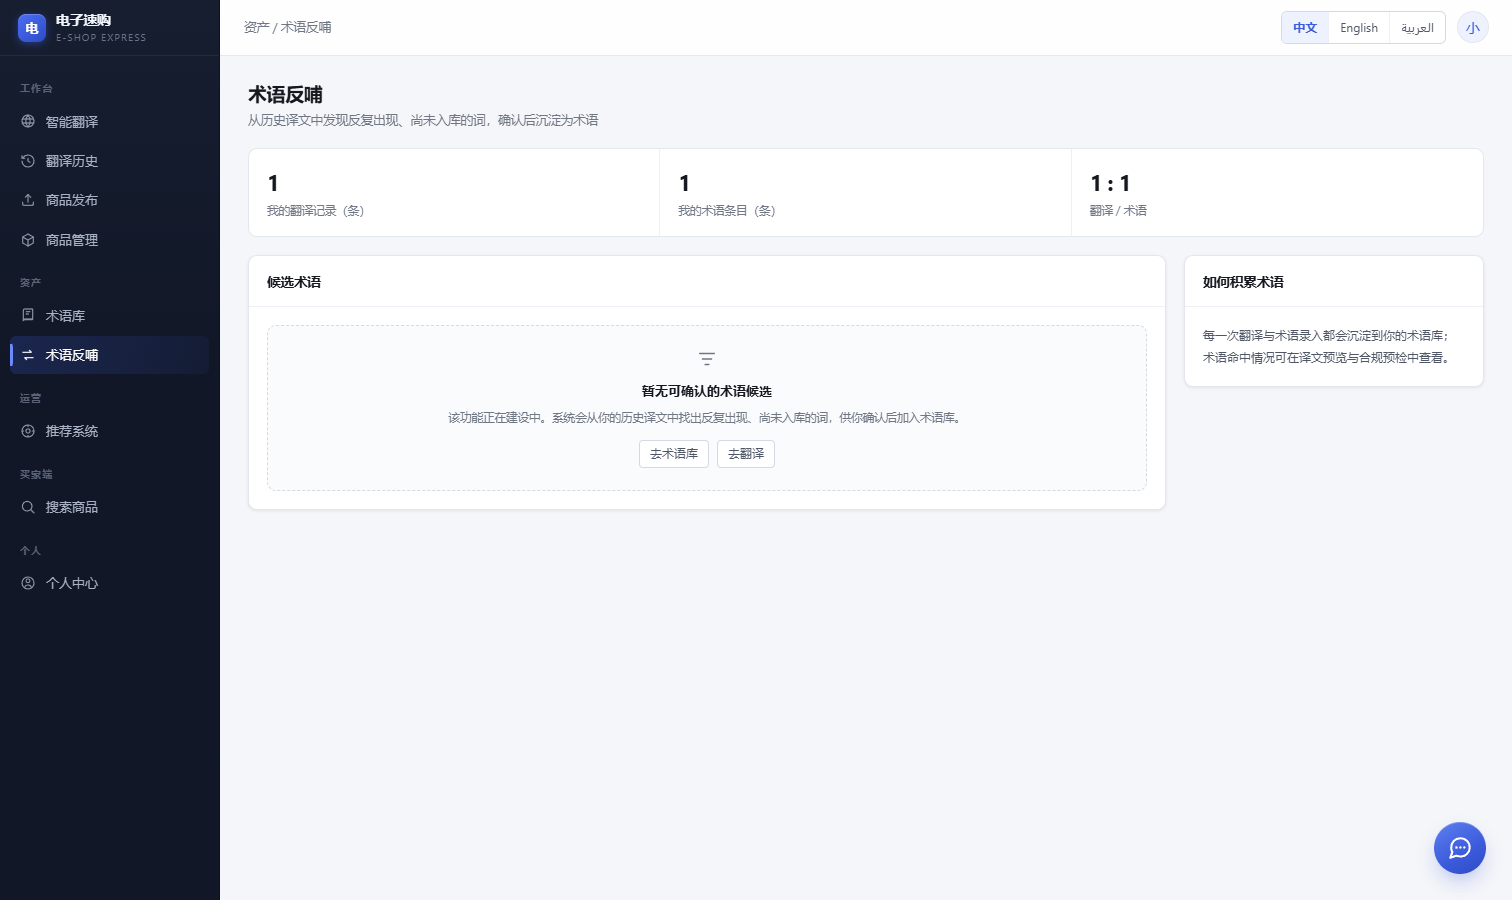 电
电子速购
E-SHOP EXPRESS
工作台
智能翻译
翻译历史
商品发布
商品管理
资产
术语库
术语反哺
运营
推荐系统
买家端
搜索商品
个人
个人中心
资产 / 术语反哺
中文
English
العربية
小
术语反哺
从历史译文中发现反复出现、尚未入库的词，确认后沉淀为术语
1
我的翻译记录（条）
1
我的术语条目（条）
1 : 1
翻译 / 术语
候选术语
暂无可确认的术语候选
该功能正在建设中。系统会从你的历史译文中找出反复出现、尚未入库的词，供你确认后加入术语库。
去术语库
去翻译
如何积累术语
每一次翻译与术语录入都会沉淀到你的术语库；
术语命中情况可在译文预览与合规预检中查看。